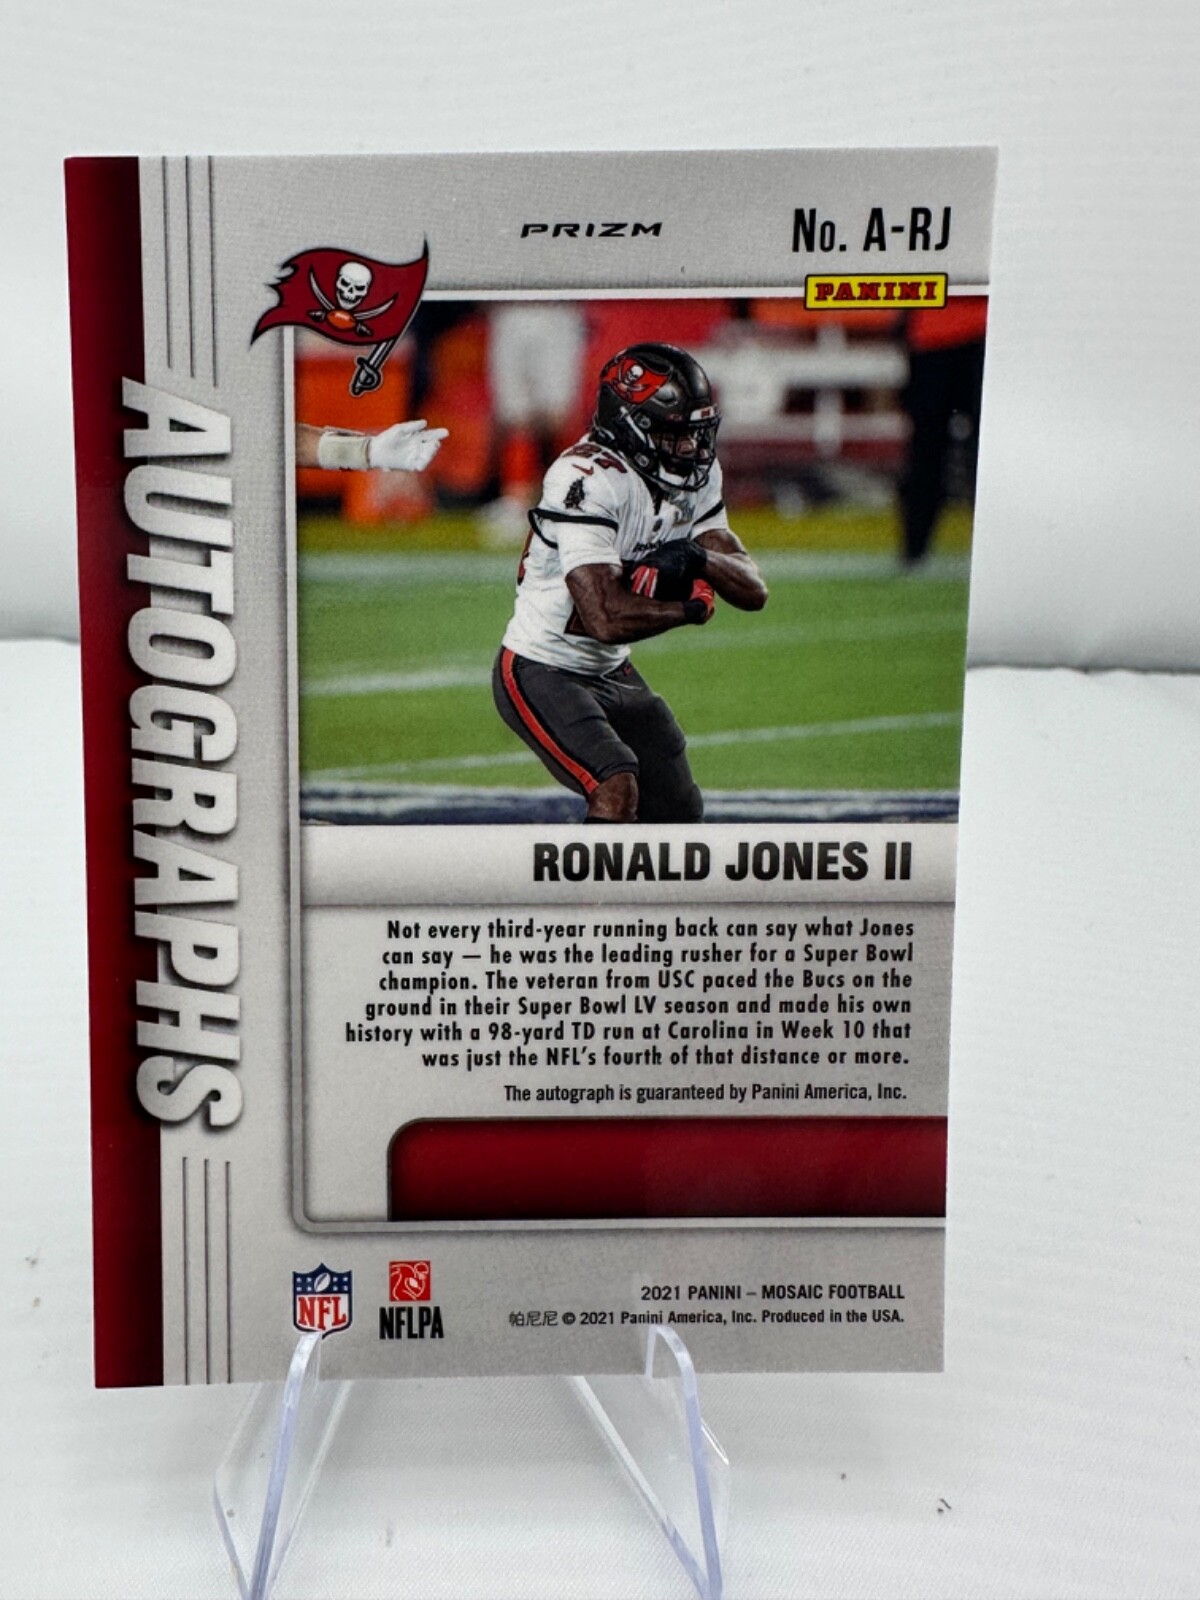 PRIZM
No. A-RJ
PANINI
AUTOGRAPHS
RONALD JONES II
Not every third-year running back can say what Jones
can say — he was the leading rusher for a Super Bowl
champion. The veteran from USC paced the Bucs on the
ground in their Super Bowl LV season and made his own
history with a 98-yard TD run at Carolina in Week 10 that
was just the NFL's fourth of that distance or more.
The autograph is guaranteed by Panini America, Inc.
NFL
NFLPA
2021 PANINI – MOSAIC FOOTBALL
帕尼尼 © 2021 Panini America, Inc. Produced in the USA.